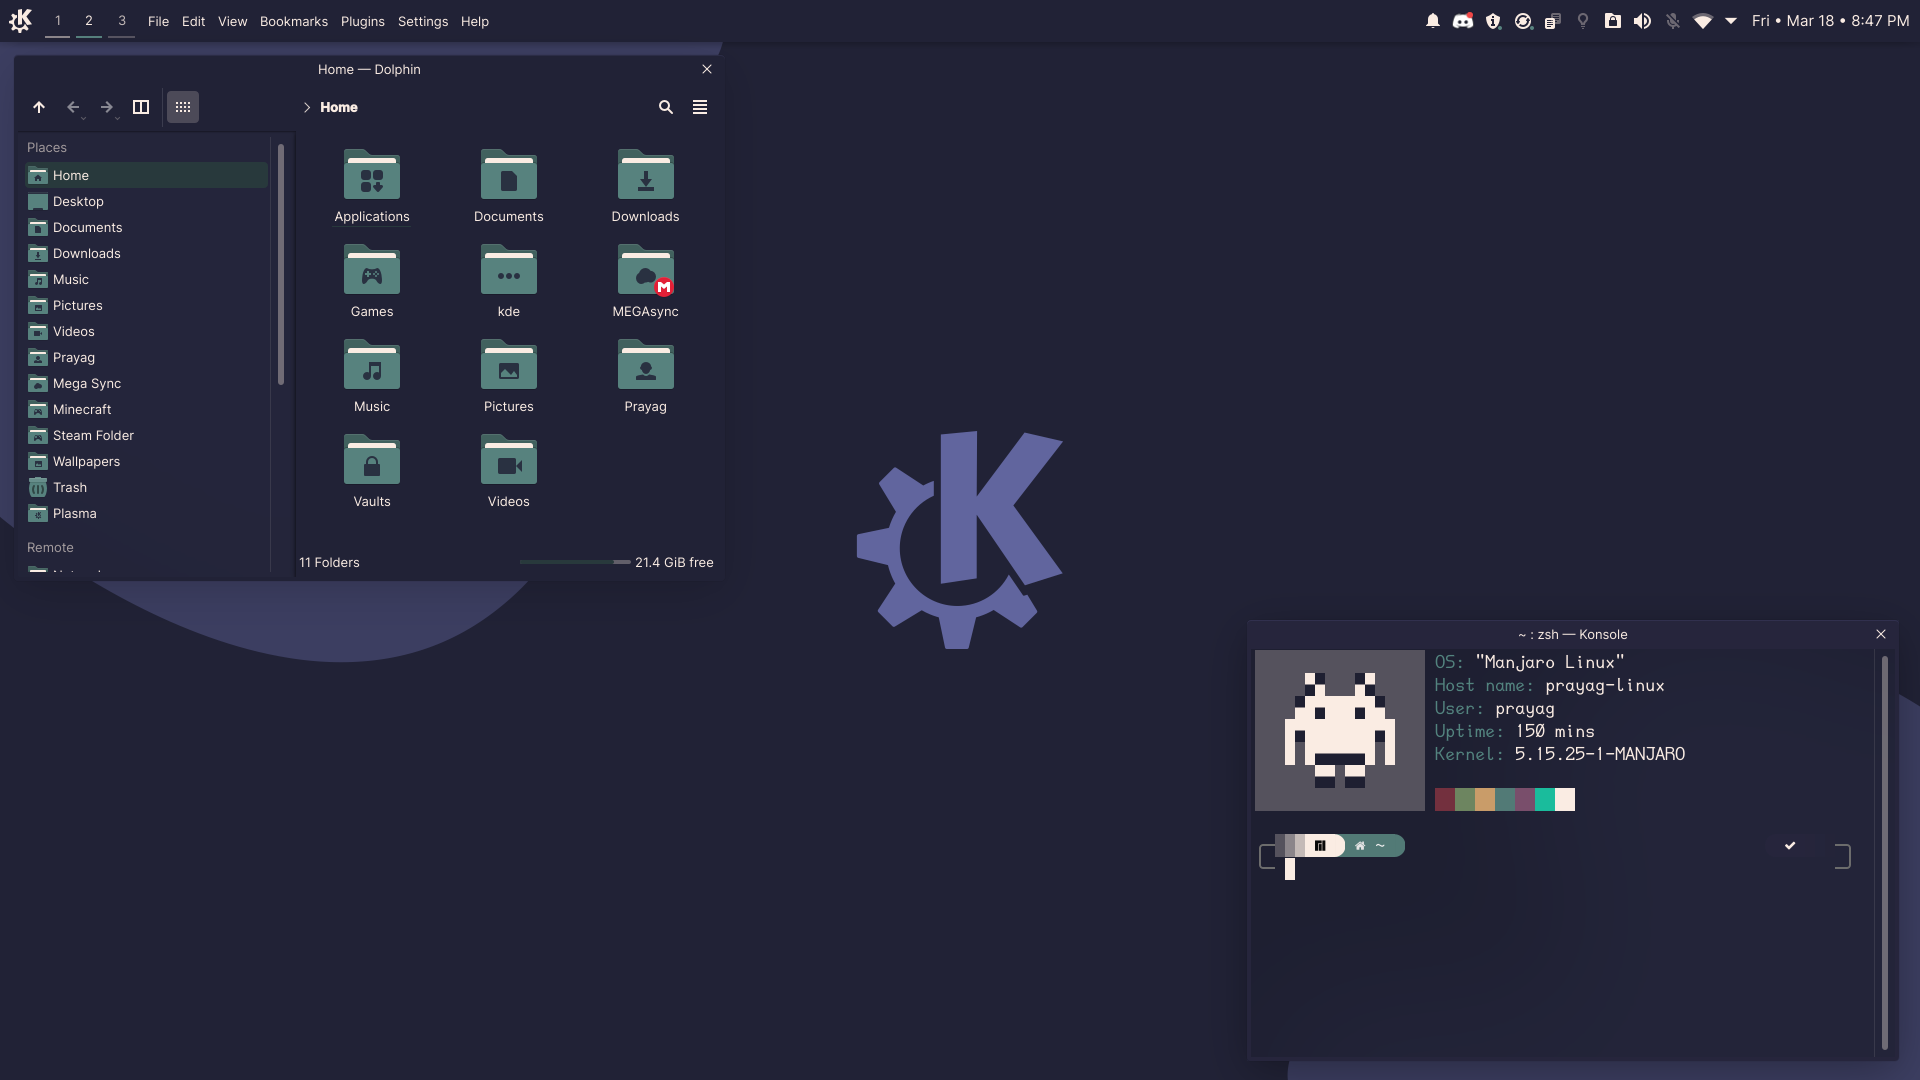 1 2 3 File Edit View Bookmarks Plugins Settings Help
Fri • Mar 18 • 8:47 PM
Home — Dolphin
Home
Places
Home
Desktop
Documents
Downloads
Music
Pictures
Videos
Prayag
Mega Sync
Minecraft
Steam Folder
Wallpapers
Trash
Plasma
Remote
Applications Documents Downloads
Games kde MEGAsync
Music Pictures Prayag
Vaults Videos
11 Folders 21.4 GiB free
~ : zsh — Konsole
OS: "Manjaro Linux"
Host name: prayag-linux
User: prayag
Uptime: 150 mins
Kernel: 5.15.25-1-MANJARO
~